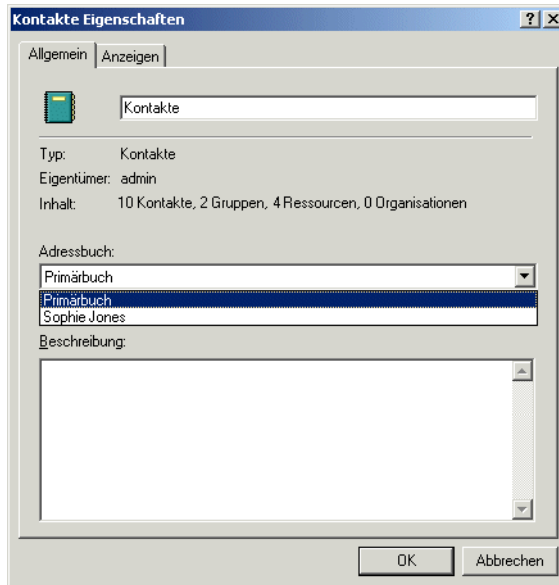 Kontakte Eigenschaften
Allgemein Anzeigen
Kontakte
Typ: Kontakte
Eigentümer: admin
Inhalt: 10 Kontakte, 2 Gruppen, 4 Ressourcen, 0 Organisationen
Adressbuch:
Primärbuch
Primärbuch
Sophie Jones
Beschreibung:
OK Abbrechen